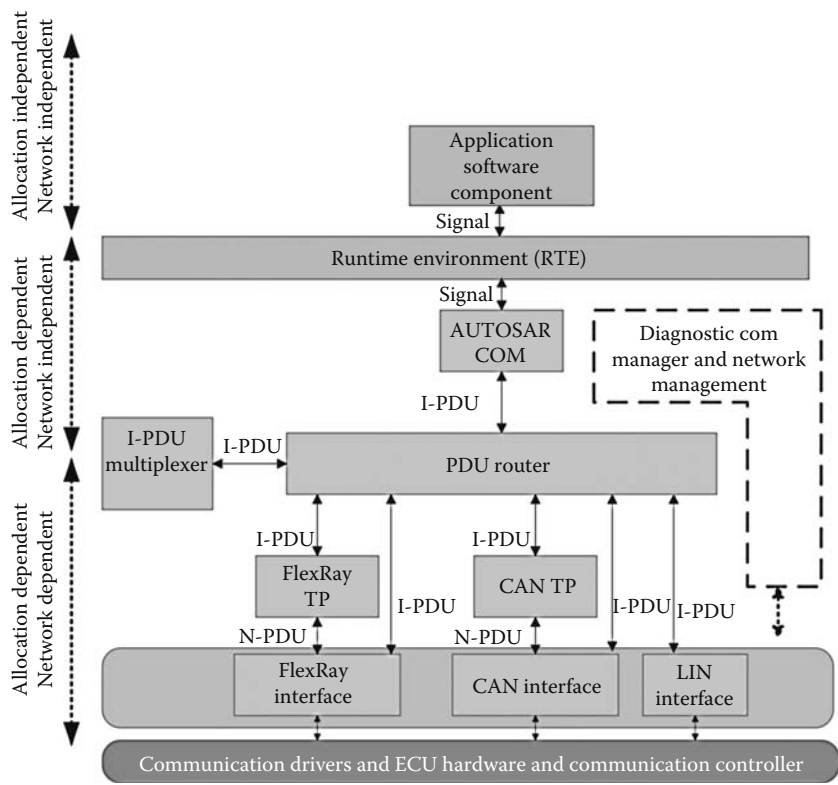 Allocation independent
Network independent
Application
software
component
Signal
Runtime environment (RTE)
Signal
Allocation dependent
Network independent
AUTOSAR
COM
Diagnostic com
manager and network
management
I-PDU
I-PDU
multiplexer
I-PDU
PDU router
Allocation dependent
Network dependent
I-PDU
I-PDU
FlexRay
TP
CAN TP
I-PDU
I-PDU
I-PDU
N-PDU
N-PDU
FlexRay
interface
CAN interface
LIN
interface
Communication drivers and ECU hardware and communication controller